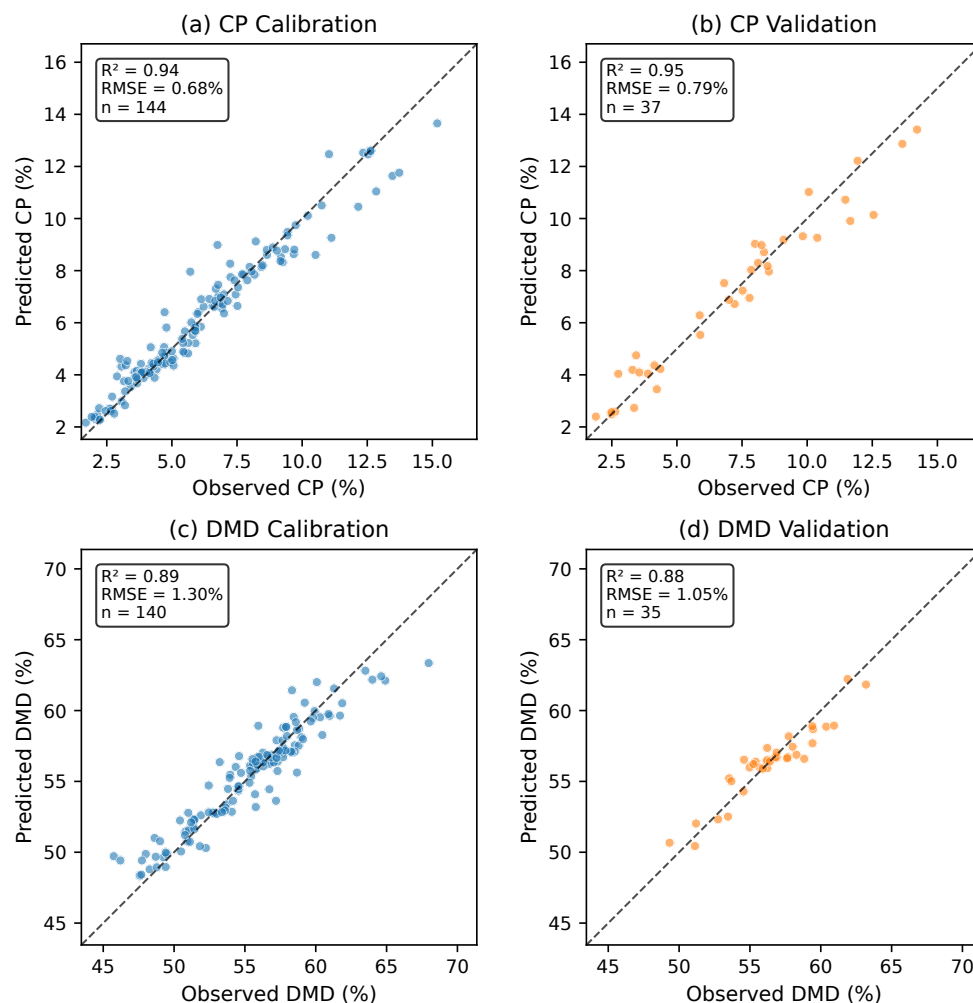 (a) CP Calibration
R² = 0.94
RMSE = 0.68%
n = 144
Predicted CP (%)
16
14
12
10
8
6
4
2
2.5 5.0 7.5 10.0 12.5 15.0
Observed CP (%)
(b) CP Validation
R² = 0.95
RMSE = 0.79%
n = 37
Predicted CP (%)
16
14
12
10
8
6
4
2
2.5 5.0 7.5 10.0 12.5 15.0
Observed CP (%)
(c) DMD Calibration
R² = 0.89
RMSE = 1.30%
n = 140
Predicted DMD (%)
70
65
60
55
50
45
45 50 55 60 65 70
Observed DMD (%)
(d) DMD Validation
R² = 0.88
RMSE = 1.05%
n = 35
Predicted DMD (%)
70
65
60
55
50
45
45 50 55 60 65 70
Observed DMD (%)